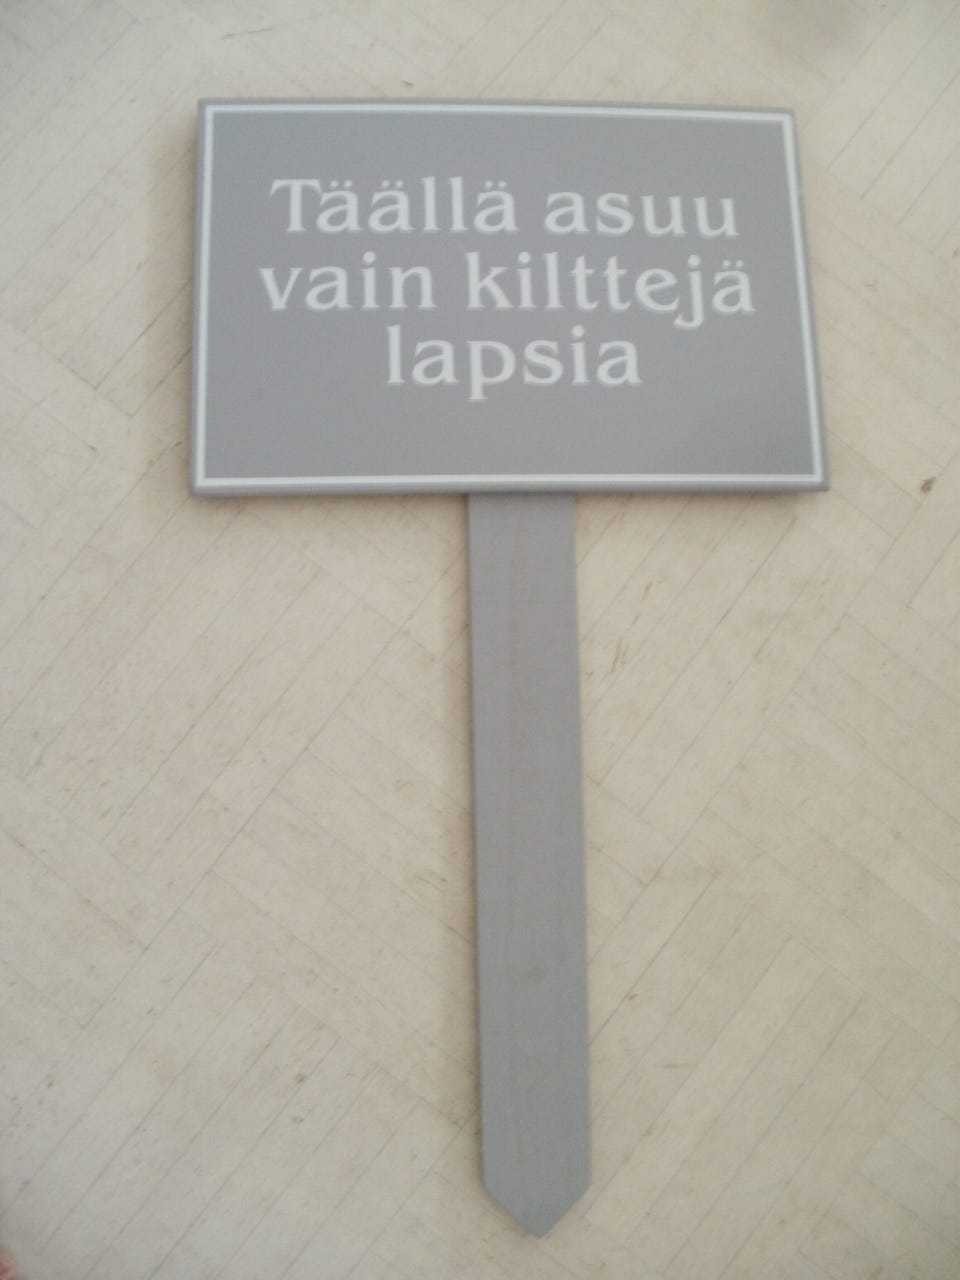 Täällä asuu
vain kilttejä
lapsia